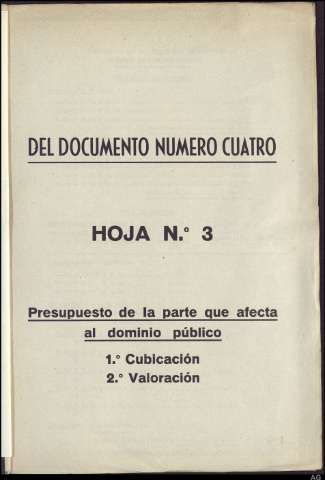 DEL DOCUMENTO NUMERO CUATRO
HOJA N.° 3
Presupuesto de la parte que afecta
al dominio público
1.° Cubicación
2.° Valoración
AG